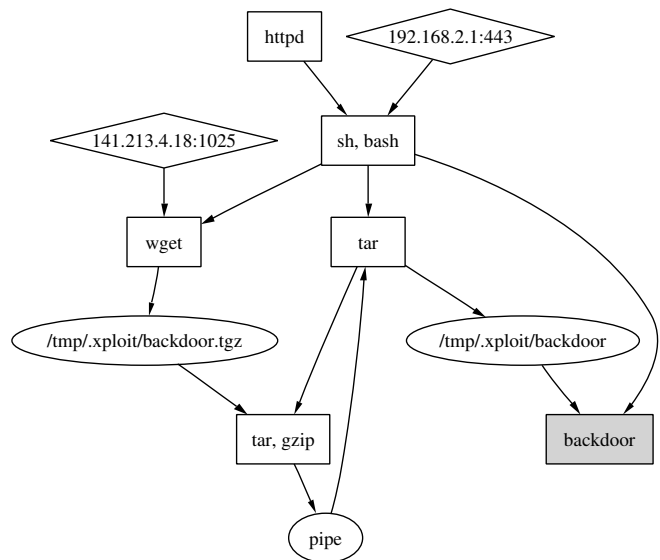 httpd
192.168.2.1:443
141.213.4.18:1025
sh, bash
wget
tar
/tmp/.xploit/backdoor.tgz
/tmp/.xploit/backdoor
tar, gzip
backdoor
pipe